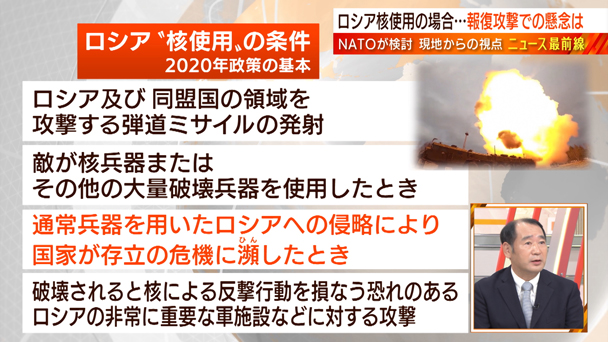 ロシア核使用の場合…報復攻撃での懸念は
NATOが検討 現地からの視点 ニュース最前線
ロシア〝核使用〟の条件
2020年政策の基本
ロシア及び 同盟国の領域を
攻撃する弾道ミサイルの発射
敵が核兵器または
その他の大量破壊兵器を使用したとき
通常兵器を用いたロシアへの侵略により
国家が存立の危機に瀕したとき
ひん
破壊されると核による反撃行動を損なう恐れのある
ロシアの非常に重要な軍施設などに対する攻撃